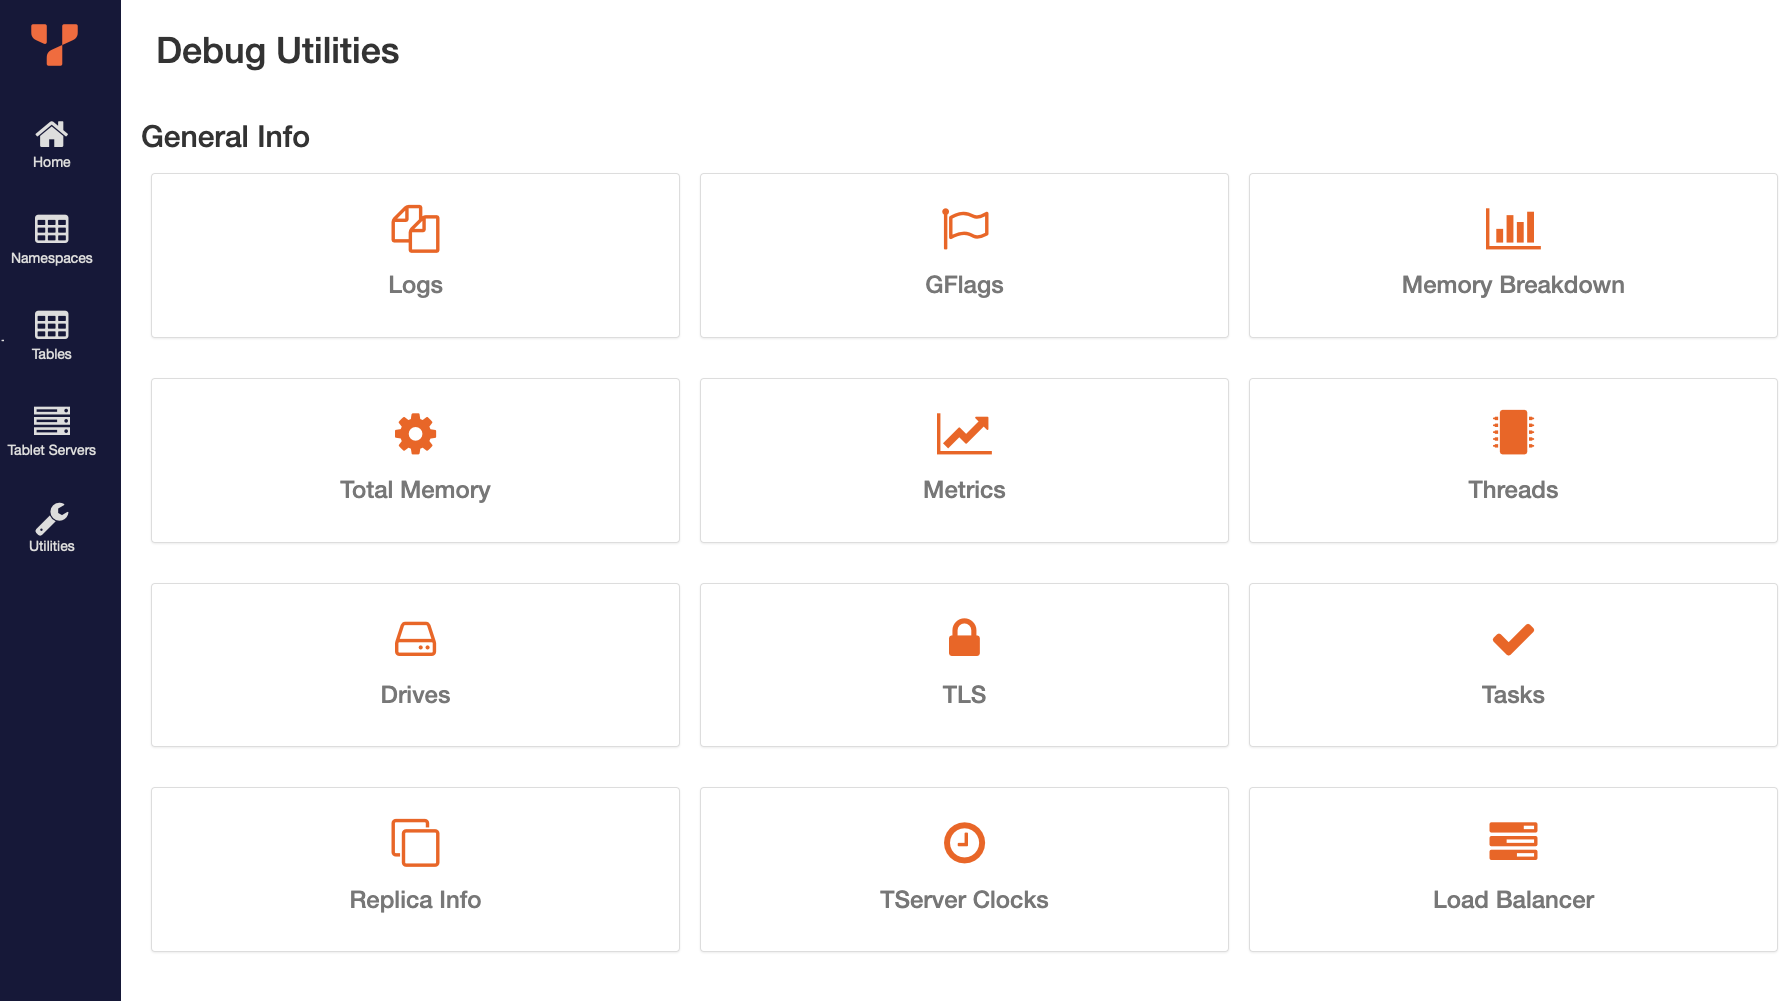 Debug Utilities
General Info
Home
Namespaces
Tables
Tablet Servers
Utilities
Logs
GFlags
Memory Breakdown
Total Memory
Metrics
Threads
Drives
TLS
Tasks
Replica Info
TServer Clocks
Load Balancer